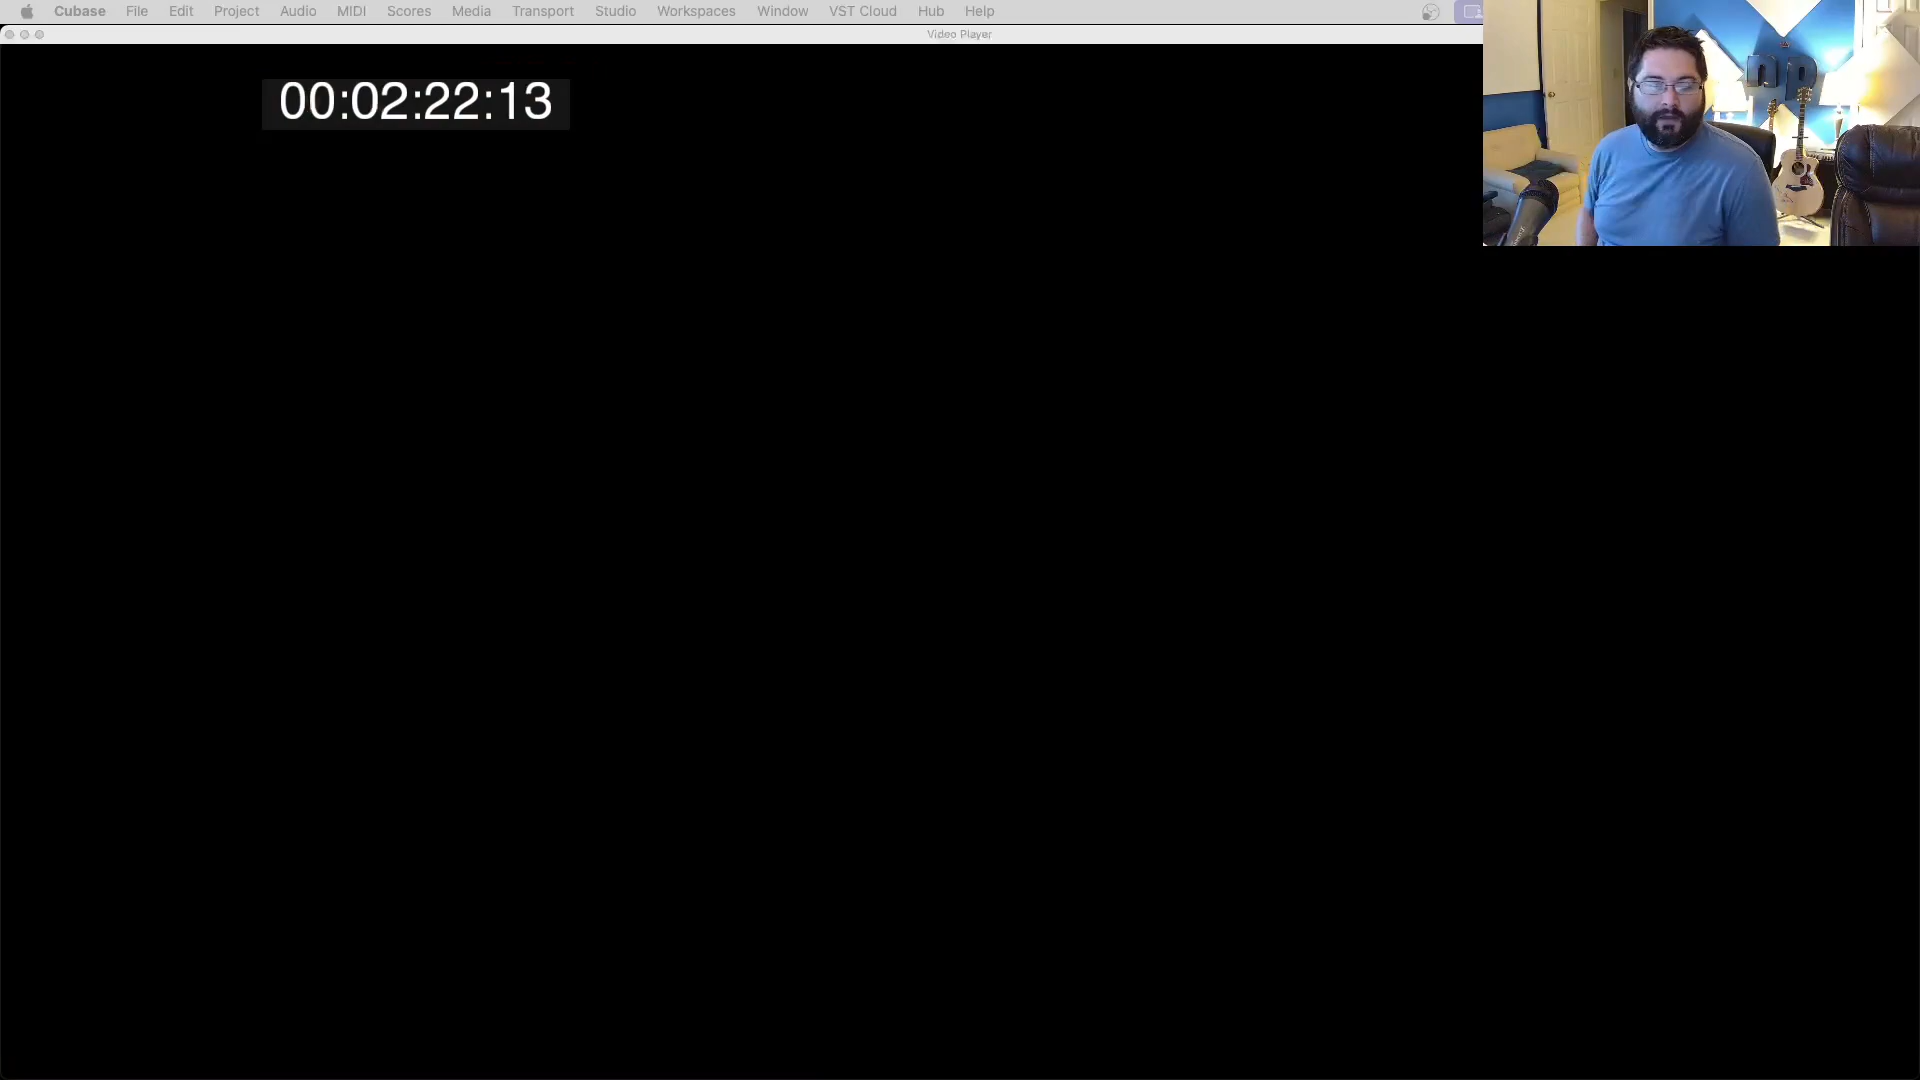 Cubase File Edit Project Audio MIDI Scores Media Transport Studio Workspaces Window VST Cloud Hub Help
Video Player
00:02:22:13
np